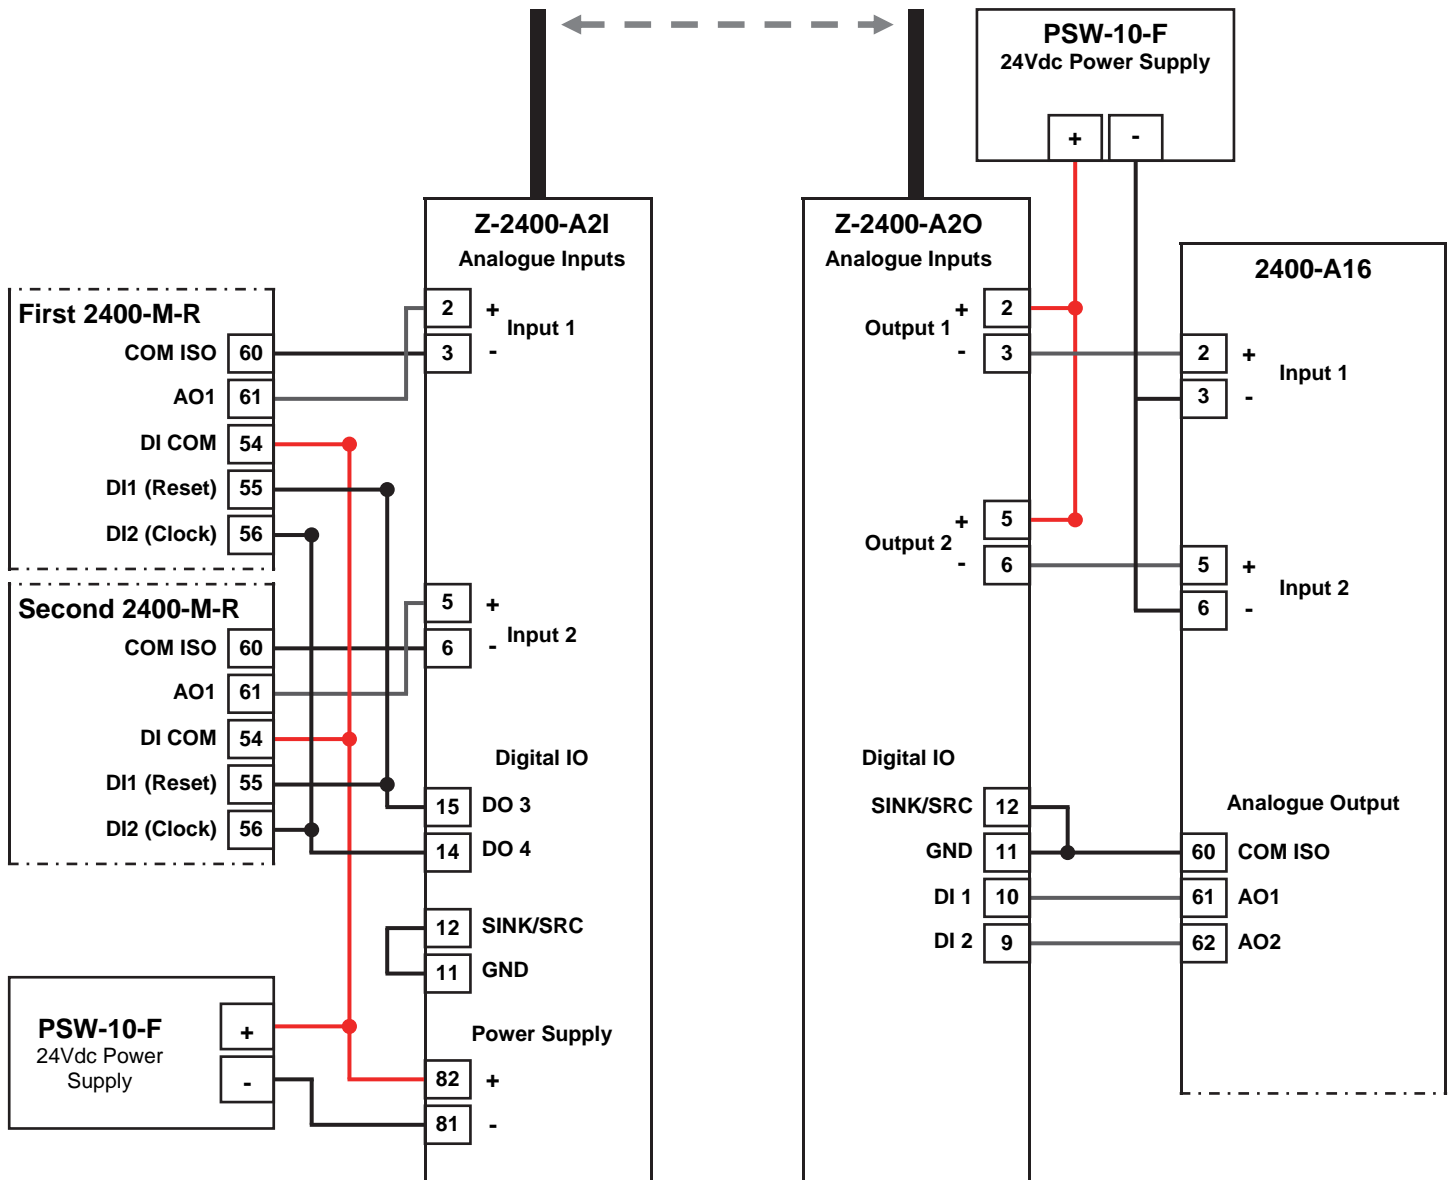 PSW-10-F
24Vdc Power Supply
+ -
Z-2400-A2I
Analogue Inputs
2 +
Input 1
3 -
5 +
Input 2
6 -
Digital IO
15 DO 3
14 DO 4
12 SINK/SRC
11 GND
Power Supply
82 +
81 -
First 2400-M-R
COM ISO 60
AO1 61
DI COM 54
DI1 (Reset) 55
DI2 (Clock) 56
Second 2400-M-R
COM ISO 60
AO1 61
DI COM 54
DI1 (Reset) 55
DI2 (Clock) 56
PSW-10-F
24Vdc Power
Supply
+
-
Z-2400-A2O
Analogue Inputs
+ 2
Output 1
- 3
+ 5
Output 2
- 6
Digital IO
SINK/SRC 12
GND 11
DI 1 10
DI 2 9
2400-A16
2 +
Input 1
3 -
5 +
Input 2
6 -
Analogue Output
60 COM ISO
61 AO1
62 AO2